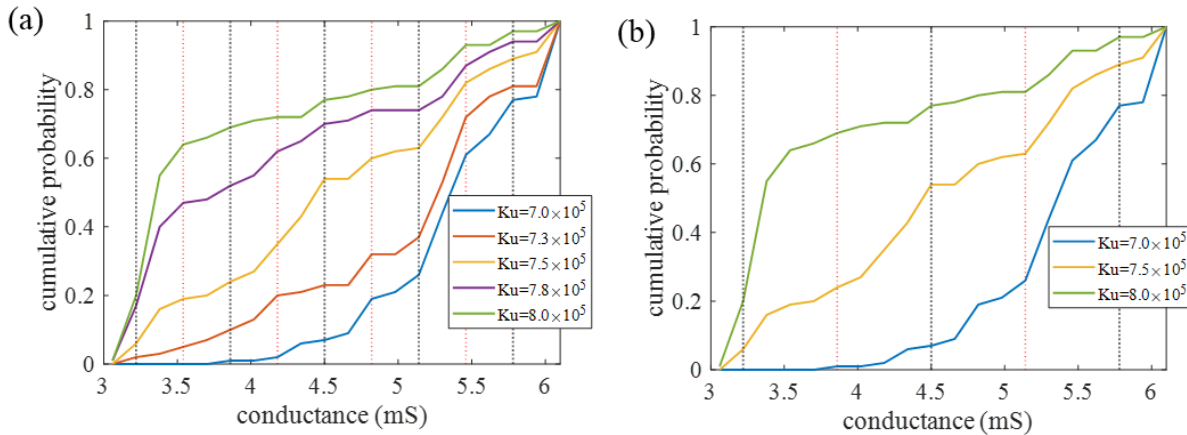 (a)
1
0.8
0.6
0.4
0.2
0
cumulative probability
Ku=7.0×10⁵
Ku=7.3×10⁵
Ku=7.5×10⁵
Ku=7.8×10⁵
Ku=8.0×10⁵
3 3.5 4 4.5 5 5.5 6
conductance (mS)
(b)
1
0.8
0.6
0.4
0.2
0
cumulative probability
Ku=7.0×10⁵
Ku=7.5×10⁵
Ku=8.0×10⁵
3 3.5 4 4.5 5 5.5 6
conductance (mS)